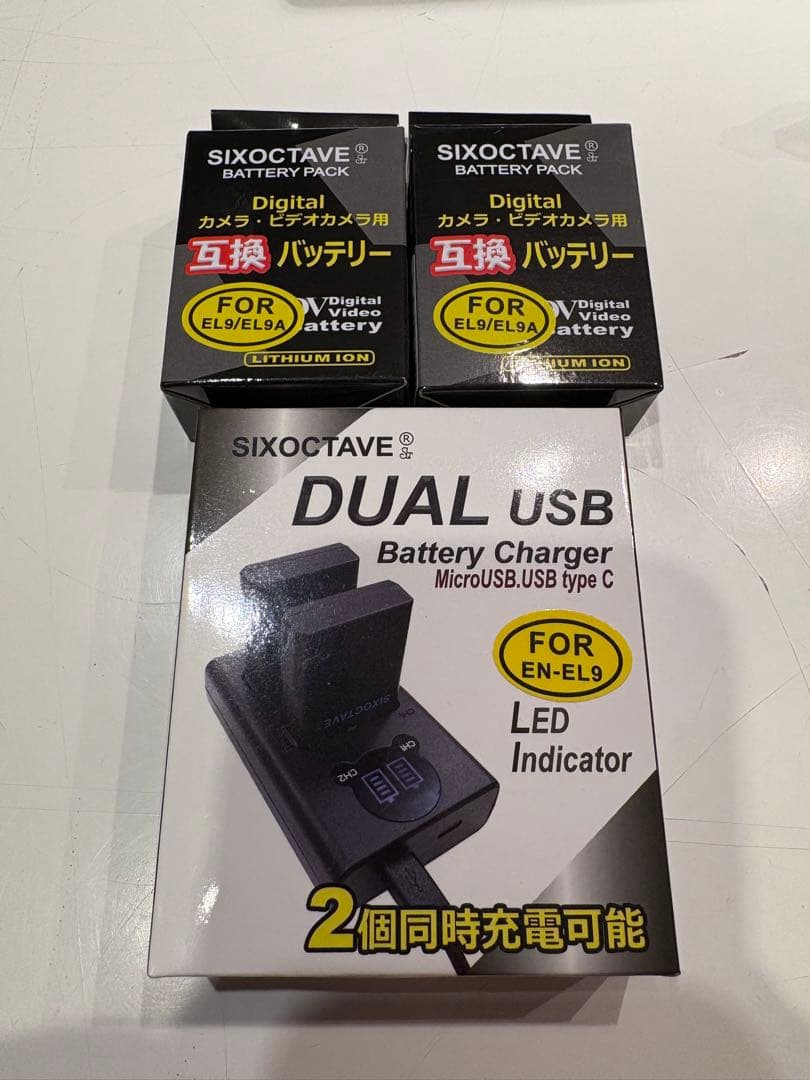 SIXOCTAVE®
BATTERY PACK
Digital
カメラ・ビデオカメラ用
互換 バッテリー
FOR
EL9/EL9A
Digital
Video
attery
LITHIUM ION
SIXOCTAVE®
BATTERY PACK
Digital
カメラ・ビデオカメラ用
互換 バッテリー
FOR
EL9/EL9A
DV Digital
Video
attery
UM ION
SIXOCTAVE®
DUAL USB
Battery Charger
MicroUSB.USB type C
FOR
EN-EL9
LED
Indicator
SIXOCTAVE
CH1
CH2
2個同時充電可能